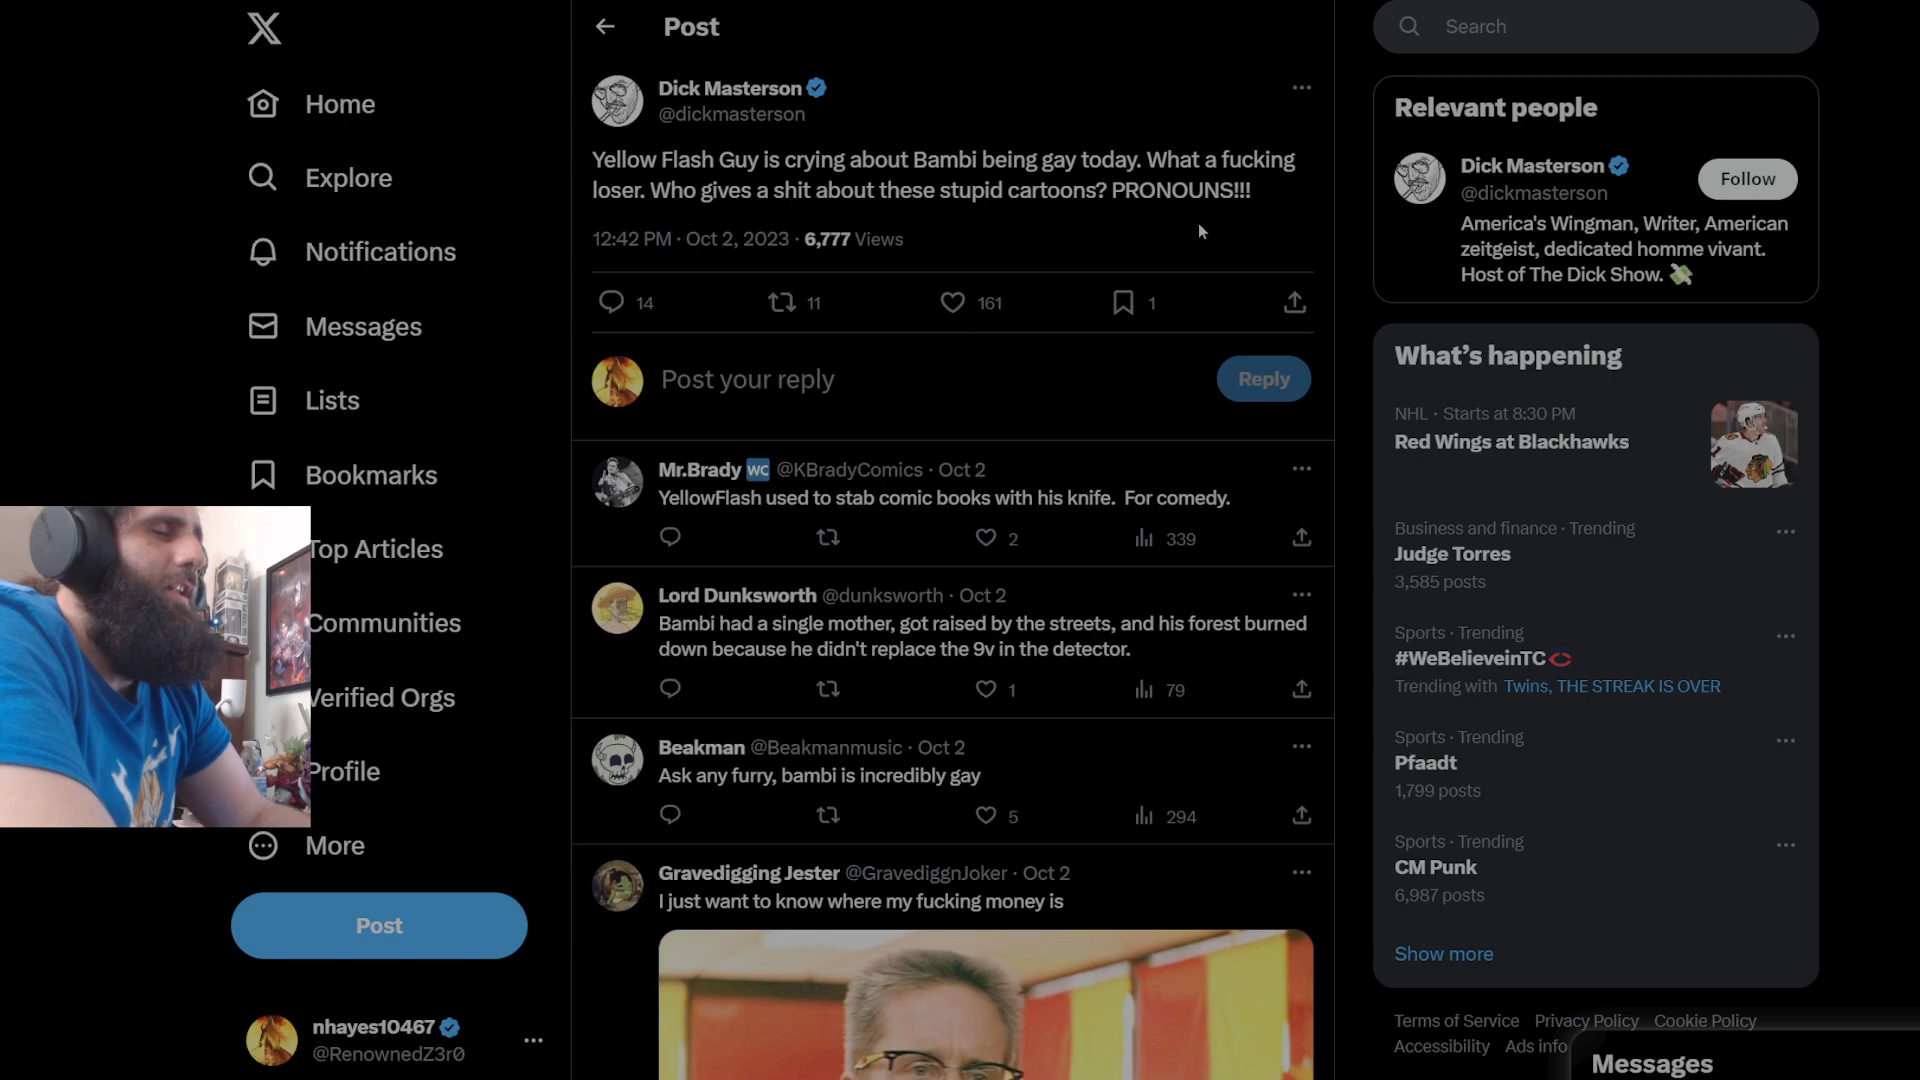 X
Home
Explore
Notifications
Messages
Lists
Bookmarks
Top Articles
Communities
Verified Orgs
Profile
More
Post
nhayes10467
@RenownedZ3r0
Post
Dick Masterson
@dickmasterson
Yellow Flash Guy is crying about Bambi being gay today. What a fucking
loser. Who gives a shit about these stupid cartoons? PRONOUNS!!!
12:42 PM · Oct 2, 2023 · 6,777 Views
14 11 161 1
Post your reply
Reply
Mr.Brady WC @KBradyComics · Oct 2
YellowFlash used to stab comic books with his knife. For comedy.
2 339
Lord Dunksworth @dunksworth · Oct 2
Bambi had a single mother, got raised by the streets, and his forest burned
down because he didn't replace the 9v in the detector.
1 79
Beakman @Beakmanmusic · Oct 2
Ask any furry, bambi is incredibly gay
5 294
Gravedigging Jester @GravediggnJoker · Oct 2
I just want to know where my fucking money is
Search
Relevant people
Dick Masterson
@dickmasterson
Follow
America's Wingman, Writer, American
zeitgeist, dedicated homme vivant.
Host of The Dick Show.
What's happening
NHL · Starts at 8:30 PM
Red Wings at Blackhawks
Business and finance · Trending
Judge Torres
3,585 posts
Sports · Trending
#WeBelieveinTC
Trending with Twins, THE STREAK IS OVER
Sports · Trending
Pfaadt
1,799 posts
Sports · Trending
CM Punk
6,987 posts
Show more
Terms of Service Privacy Policy Cookie Policy
Accessibility Ads info
Messages